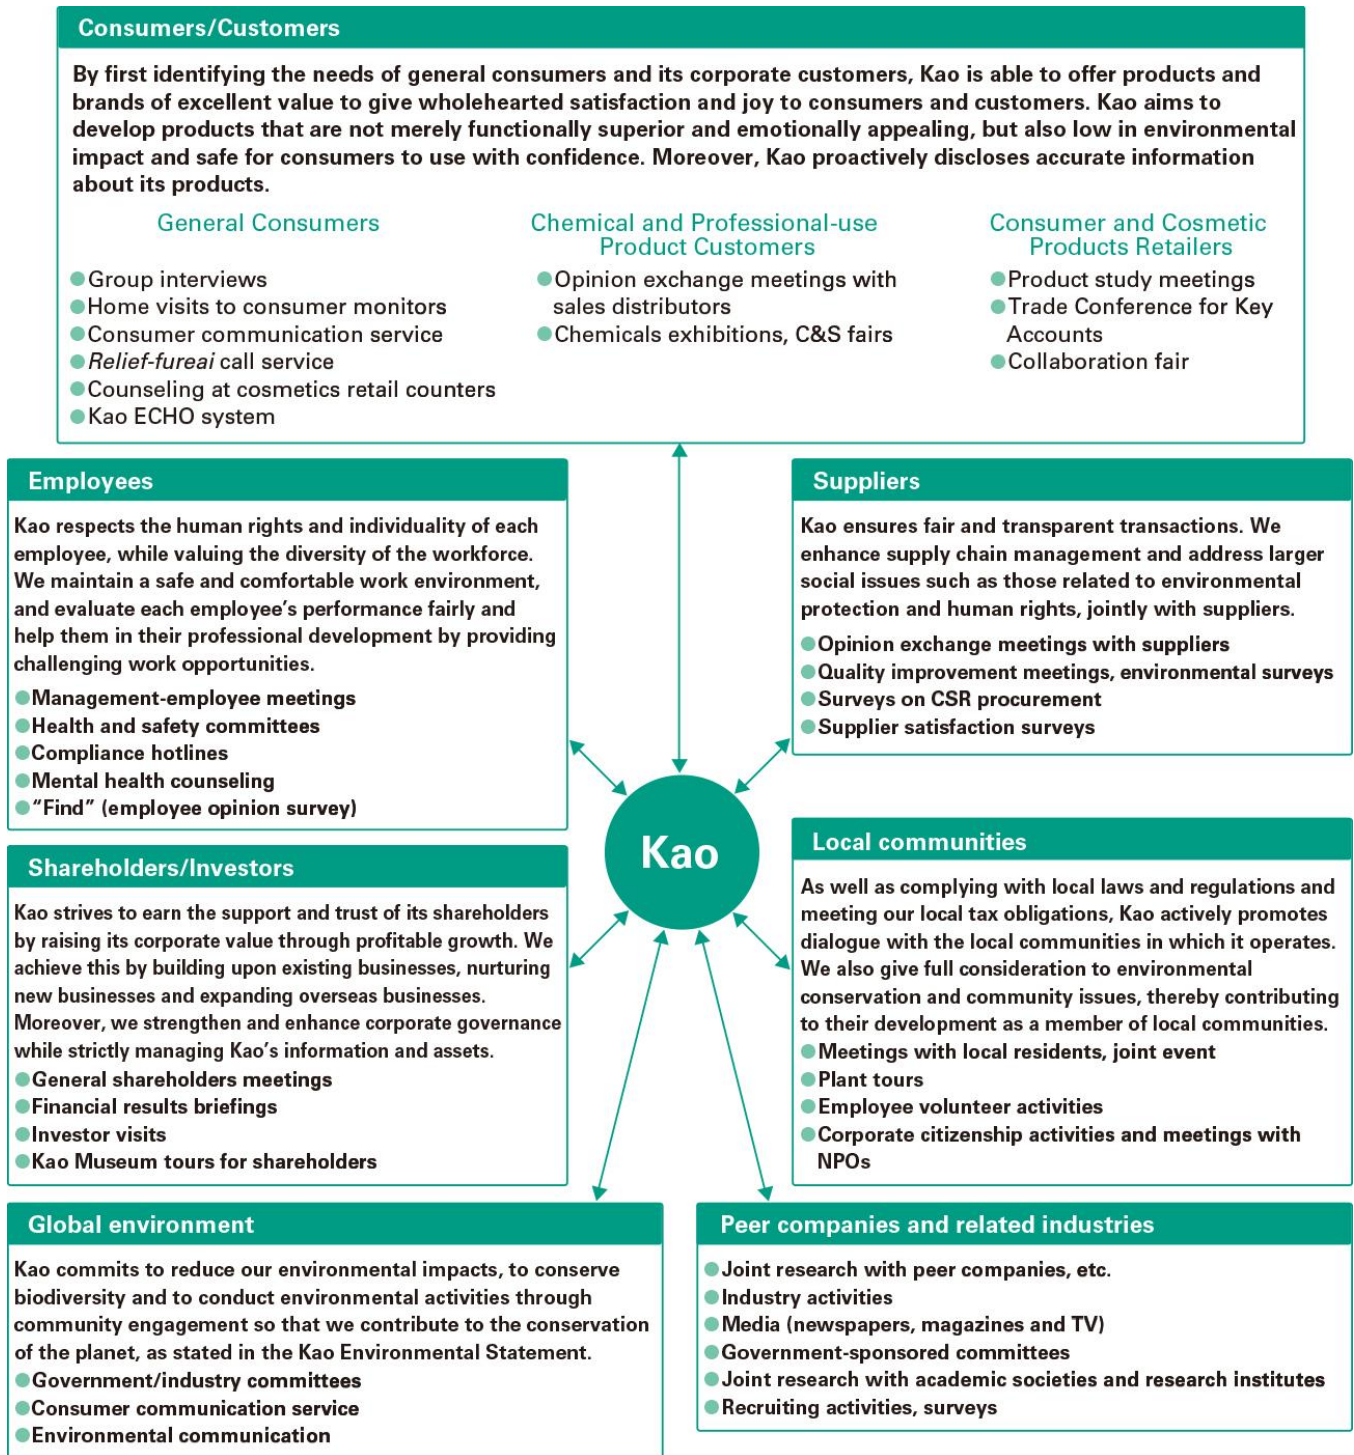 Consumers/Customers
By first identifying the needs of general consumers and its corporate customers, Kao is able to offer products and
brands of excellent value to give wholehearted satisfaction and joy to consumers and customers. Kao aims to
develop products that are not merely functionally superior and emotionally appealing, but also low in environmental
impact and safe for consumers to use with confidence. Moreover, Kao proactively discloses accurate information
about its products.
General Consumers
●Group interviews
●Home visits to consumer monitors
●Consumer communication service
●Relief-fureai call service
●Counseling at cosmetics retail counters
●Kao ECHO system
Chemical and Professional-use
Product Customers
●Opinion exchange meetings with
sales distributors
●Chemicals exhibitions, C&S fairs
Consumer and Cosmetic
Products Retailers
●Product study meetings
●Trade Conference for Key
Accounts
●Collaboration fair
Employees
Kao respects the human rights and individuality of each
employee, while valuing the diversity of the workforce.
We maintain a safe and comfortable work environment,
and evaluate each employee's performance fairly and
help them in their professional development by providing
challenging work opportunities.
●Management-employee meetings
●Health and safety committees
●Compliance hotlines
●Mental health counseling
●“Find” (employee opinion survey)
Suppliers
Kao ensures fair and transparent transactions. We
enhance supply chain management and address larger
social issues such as those related to environmental
protection and human rights, jointly with suppliers.
●Opinion exchange meetings with suppliers
●Quality improvement meetings, environmental surveys
●Surveys on CSR procurement
●Supplier satisfaction surveys
Kao
Shareholders/Investors
Kao strives to earn the support and trust of its shareholders
by raising its corporate value through profitable growth. We
achieve this by building upon existing businesses, nurturing
new businesses and expanding overseas businesses.
Moreover, we strengthen and enhance corporate governance
while strictly managing Kao's information and assets.
●General shareholders meetings
●Financial results briefings
●Investor visits
●Kao Museum tours for shareholders
Local communities
As well as complying with local laws and regulations and
meeting our local tax obligations, Kao actively promotes
dialogue with the local communities in which it operates.
We also give full consideration to environmental
conservation and community issues, thereby contributing
to their development as a member of local communities.
●Meetings with local residents, joint event
●Plant tours
●Employee volunteer activities
●Corporate citizenship activities and meetings with
NPOs
Global environment
Kao commits to reduce our environmental impacts, to conserve
biodiversity and to conduct environmental activities through
community engagement so that we contribute to the conservation
of the planet, as stated in the Kao Environmental Statement.
●Government/industry committees
●Consumer communication service
●Environmental communication
Peer companies and related industries
●Joint research with peer companies, etc.
●Industry activities
●Media (newspapers, magazines and TV)
●Government-sponsored committees
●Joint research with academic societies and research institutes
●Recruiting activities, surveys